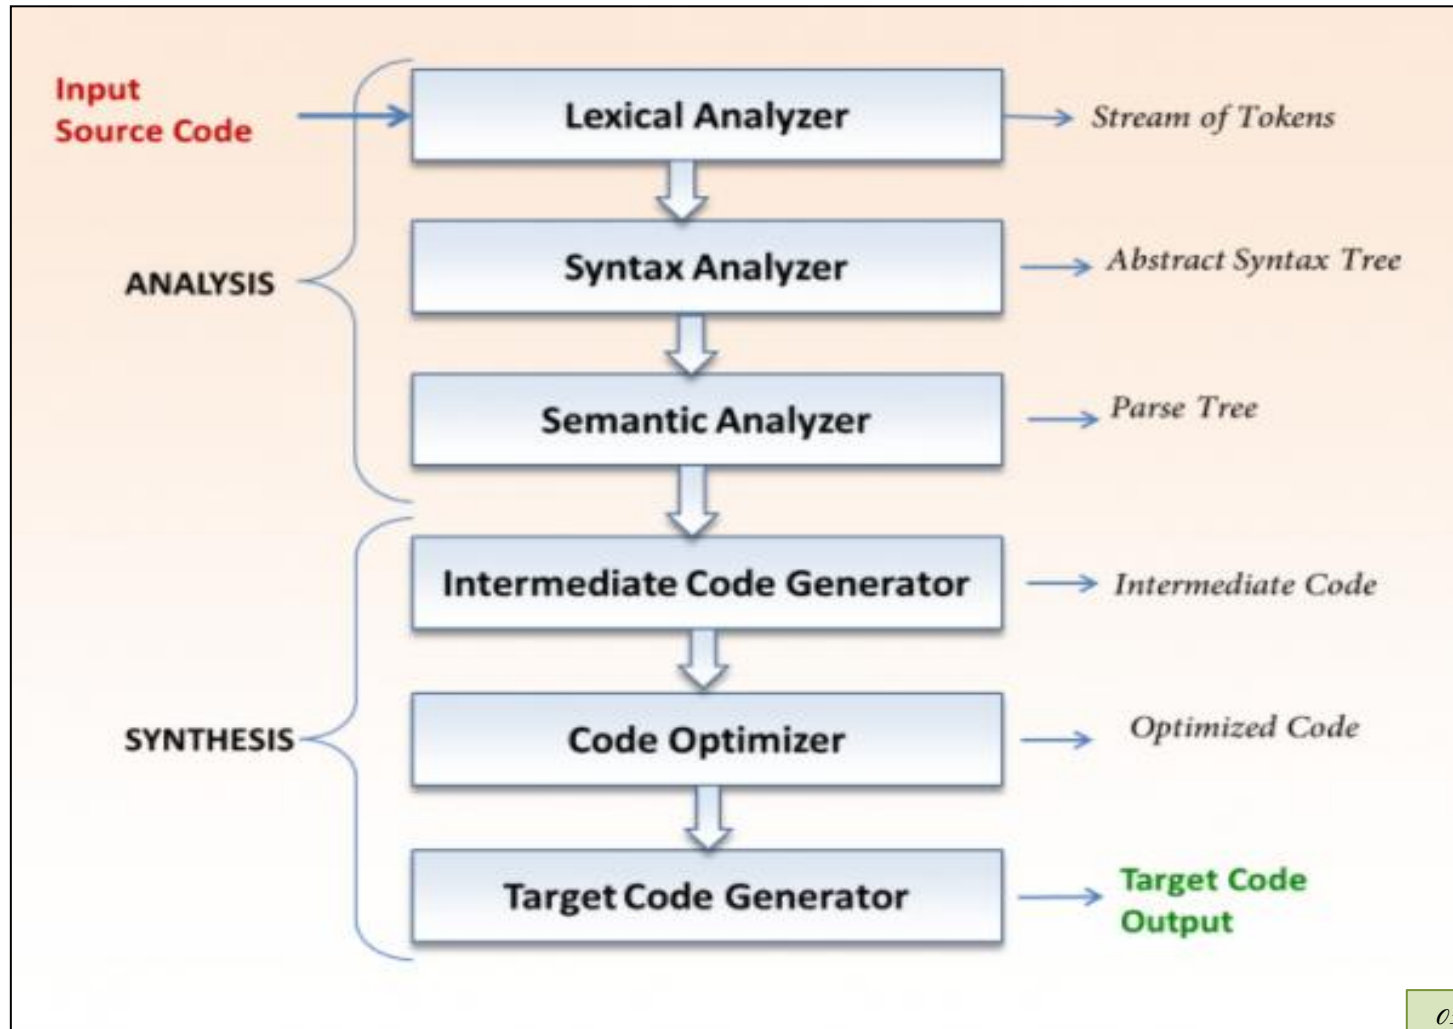 Input
Source Code
Lexical Analyzer
Stream of Tokens
Syntax Analyzer
Abstract Syntax Tree
ANALYSIS
Semantic Analyzer
Parse Tree
Intermediate Code Generator
Intermediate Code
SYNTHESIS
Code Optimizer
Optimized Code
Target Code Generator
Target Code
Output